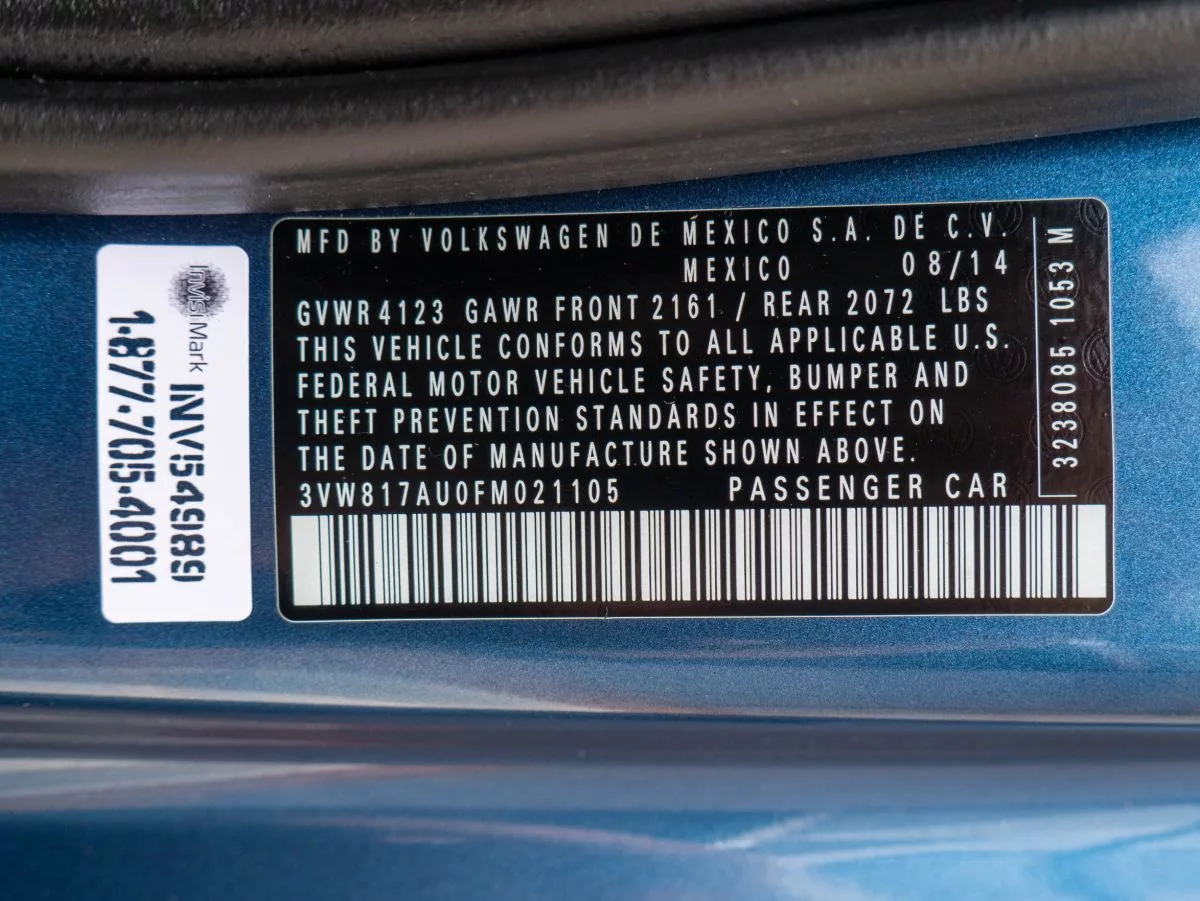 MFD BY VOLKSWAGEN DE MEXICO S.A. DE C.V.
MEXICO 08/14
GVWR 4123 GAWR FRONT 2161 / REAR 2072 LBS
THIS VEHICLE CONFORMS TO ALL APPLICABLE U.S.
FEDERAL MOTOR VEHICLE SAFETY, BUMPER AND
THEFT PREVENTION STANDARDS IN EFFECT ON
THE DATE OF MANUFACTURE SHOWN ABOVE.
3VW817AU0FM021105 PASSENGER CAR
3238085 1053 M
InvisiMark
INV54989
1·877·705·4001